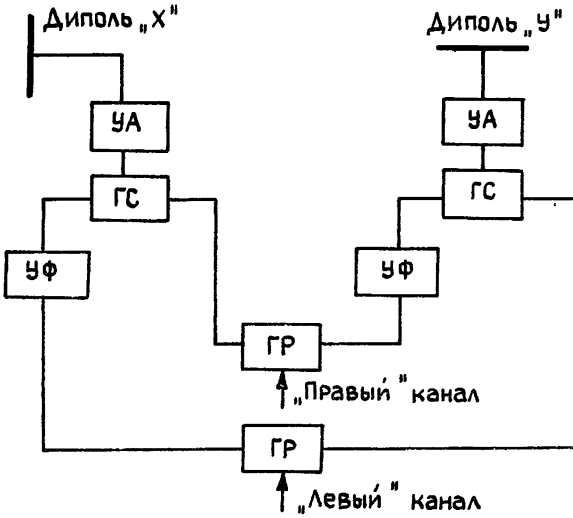 Диполь „X" Диполь „У"
УА УА
ГС ГС
УФ УФ
ГР
„Правый" канал
ГР
„Левый" канал